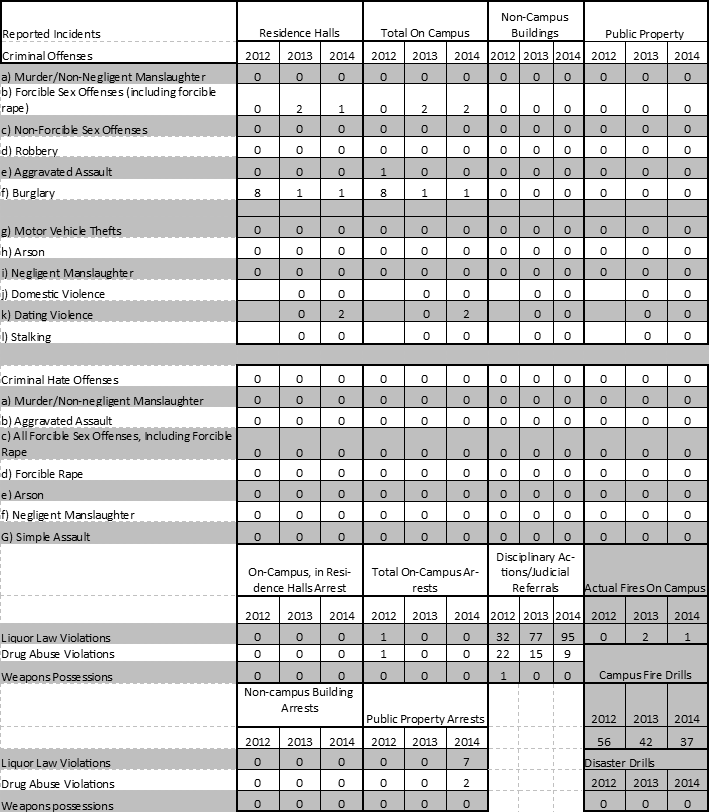 Reported Incidents Residence Halls Total On Campus Non-Campus Buildings Public Property
Criminal Offenses 2012 2013 2014 2012 2013 2014 2012 2013 2014 2012 2013 2014
a) Murder/Non-Negligent Manslaughter 0 0 0 0 0 0 0 0 0 0 0 0
b) Forcible Sex Offenses (including forcible
rape) 0 2 1 0 2 2 0 0 0 0 0 0
c) Non-Forcible Sex Offenses 0 0 0 0 0 0 0 0 0 0 0 0
d) Robbery 0 0 0 0 0 0 0 0 0 0 0 0
e) Aggravated Assault 0 0 0 1 0 0 0 0 0 0 0 0
f) Burglary 8 1 1 8 1 1 0 0 0 0 0 0
g) Motor Vehicle Thefts 0 0 0 0 0 0 0 0 0 0 0 0
h) Arson 0 0 0 0 0 0 0 0 0 0 0 0
i) Negligent Manslaughter 0 0 0 0 0 0 0 0 0 0 0 0
j) Domestic Violence 0 0 0 0 0 0 0 0
k) Dating Violence 0 2 0 2 0 0 0 0
l) Stalking 0 0 0 0 0 0 0 0
Criminal Hate Offenses 0 0 0 0 0 0 0 0 0 0 0 0
a) Murder/Non-negligent Manslaughter 0 0 0 0 0 0 0 0 0 0 0 0
b) Aggravated Assault 0 0 0 0 0 0 0 0 0 0 0 0
c) All Forcible Sex Offenses, Including Forcible
Rape 0 0 0 0 0 0 0 0 0 0 0 0
d) Forcible Rape 0 0 0 0 0 0 0 0 0 0 0 0
e) Arson 0 0 0 0 0 0 0 0 0 0 0 0
f) Negligent Manslaughter 0 0 0 0 0 0 0 0 0 0 0 0
G) Simple Assault 0 0 0 0 0 0 0 0 0 0 0 0
On-Campus, in Resi-
dence Halls Arrest
Total On-Campus Ar-
rests
Disciplinary Ac-
tions/Judicial
Referrals
Actual Fires On Campus
2012 2013 2014 2012 2013 2014 2012 2013 2014 2012 2013 2014
Liquor Law Violations 0 0 0 1 0 0 32 77 95 0 2 1
Drug Abuse Violations 0 0 0 1 0 0 22 15 9
Weapons Possessions 0 0 0 0 0 0 1 0 0
Campus Fire Drills
Non-campus Building
Arrests
Public Property Arrests
2012 2013 2014
2012 2013 2014 2012 2013 2014 56 42 37
Liquor Law Violations 0 0 0 0 0 7 Disaster Drills
Drug Abuse Violations 0 0 0 0 0 2 2012 2013 2014
Weapons possessions 0 0 0 0 0 0 0 0 0